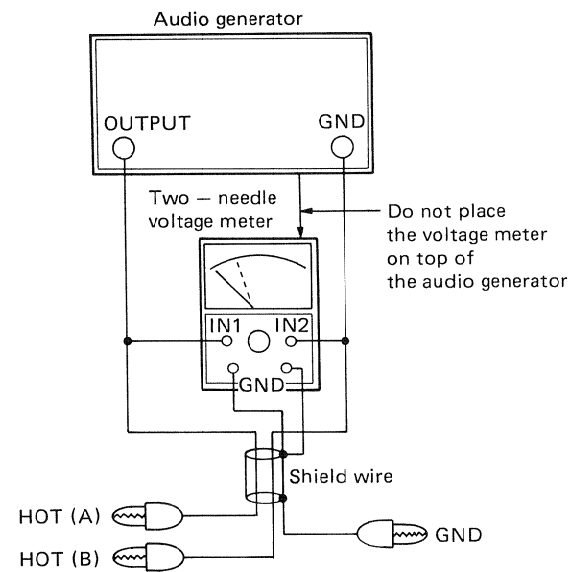 Audio generator
OUTPUT
GND
Two – needle
voltage meter
Do not place
the voltage meter
on top of
the audio generator
IN1
IN2
GND
Shield wire
HOT (A)
GND
HOT (B)